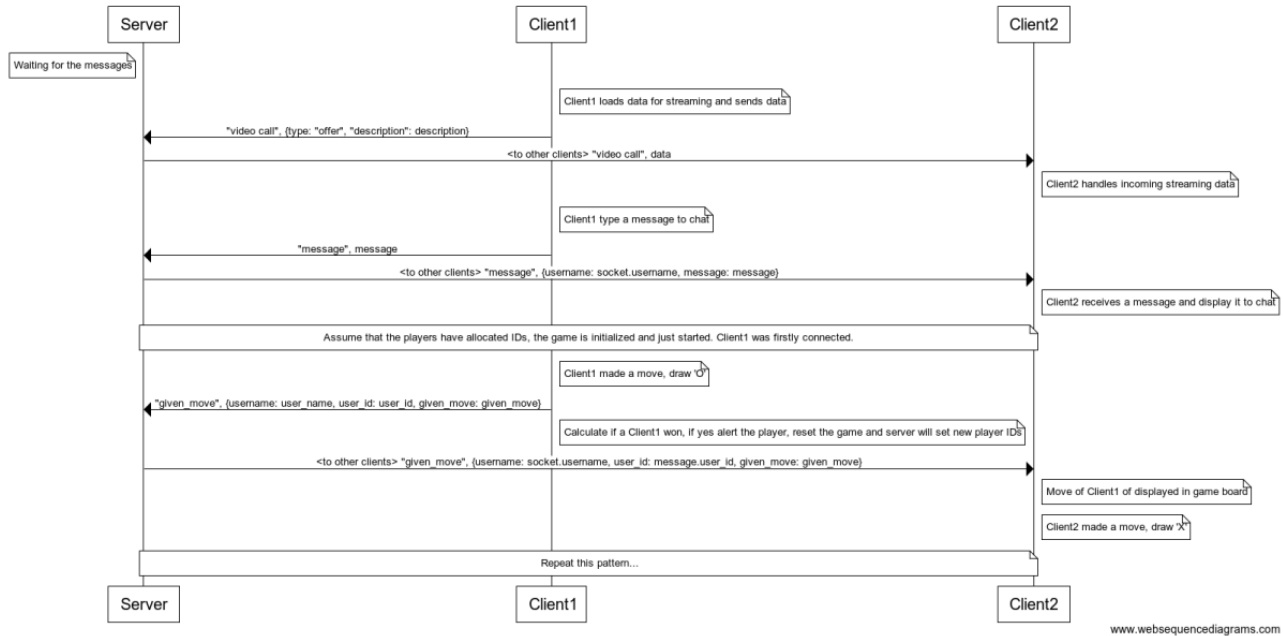 Server Client1 Client2
Waiting for the messages
Client1 loads data for streaming and sends data
"video call", {type: "offer", "description": description}
<to other clients> "video call", data
Client2 handles incoming streaming data
Client1 type a message to chat
"message", message
<to other clients> "message", {username: socket.username, message: message}
Client2 receives a message and display it to chat
Assume that the players have allocated IDs, the game is initialized and just started. Client1 was firstly connected.
Client1 made a move, draw 'O'
"given_move", {username: user_name, user_id: user_id, given_move: given_move}
Calculate if a Client1 won, if yes alert the player, reset the game and server will set new player IDs
<to other clients> "given_move", {username: socket.username, user_id: message.user_id, given_move: given_move}
Move of Client1 of displayed in game board
Client2 made a move, draw 'X'
Repeat this pattern...
Server Client1 Client2
www.websequencediagrams.com